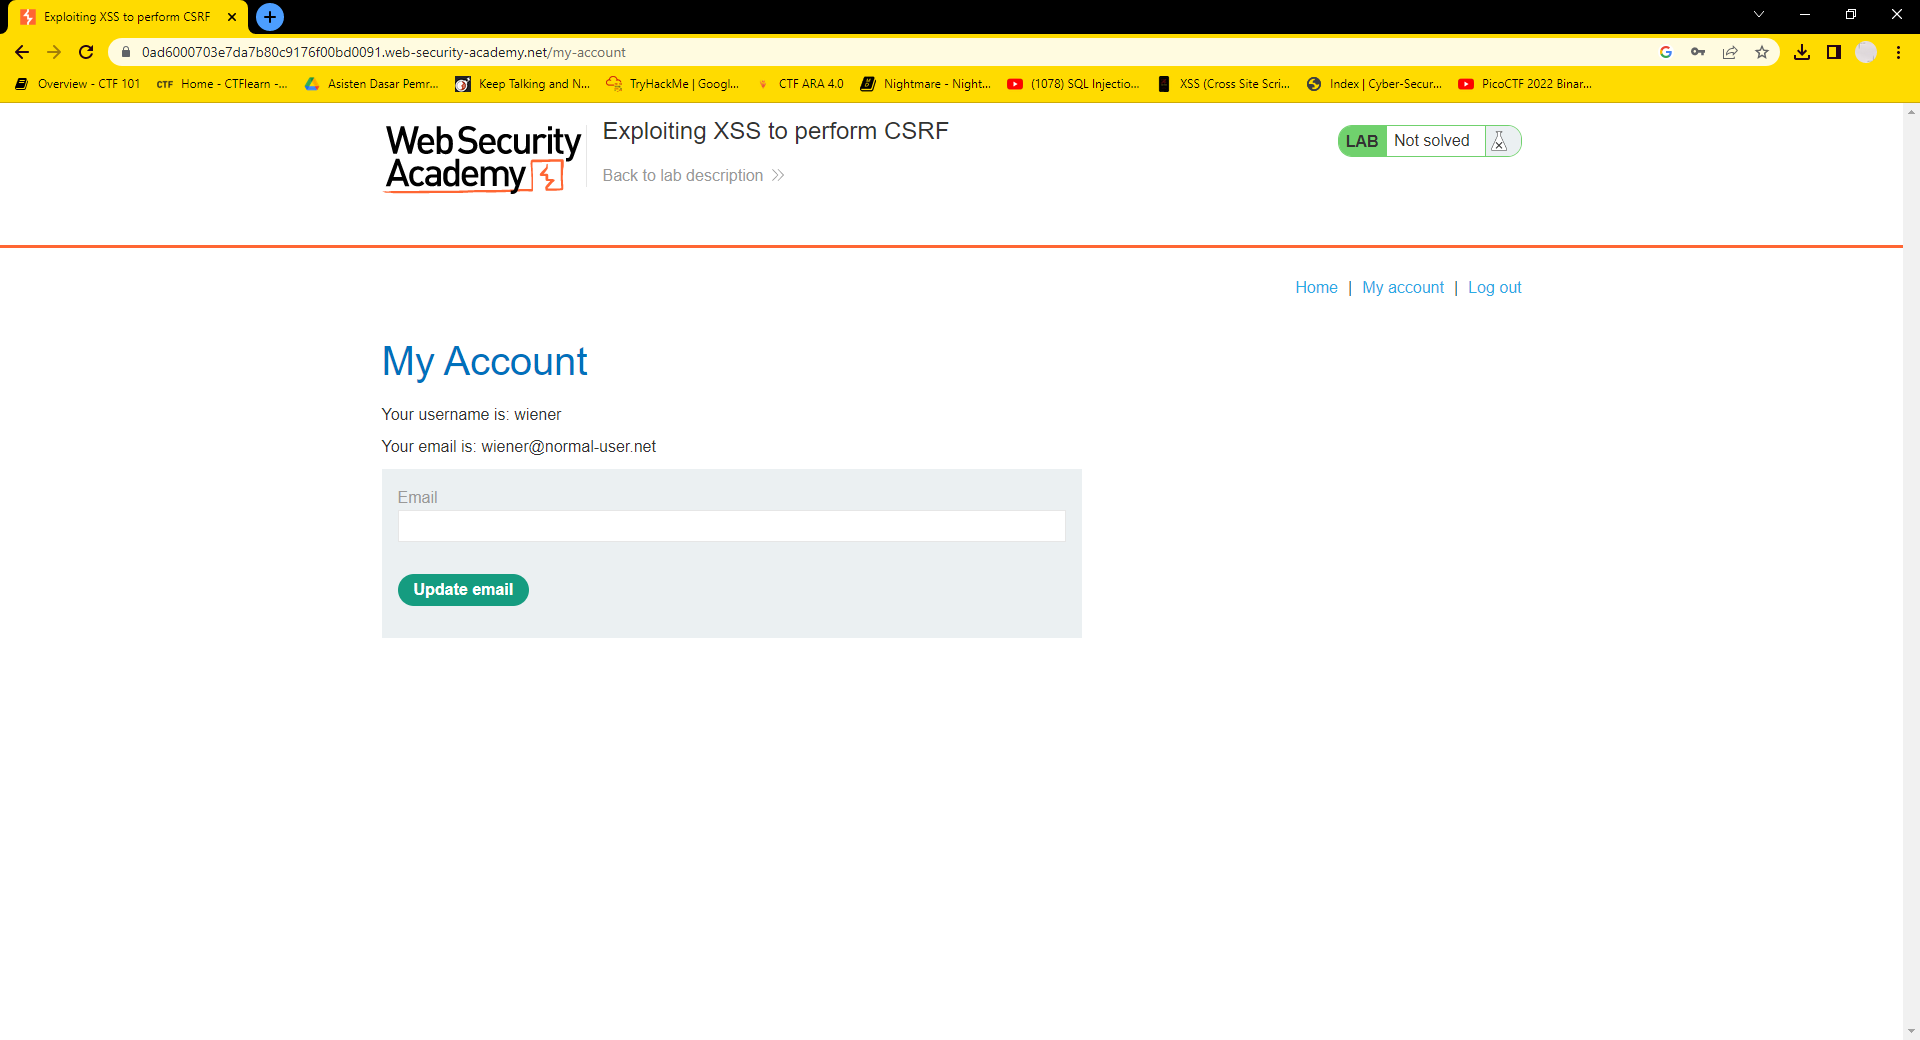 Exploiting XSS to perform CSRF
0ad6000703e7da7b80c9176f00bd0091.web-security-academy.net/my-account
Overview - CTF 101 CTF Home - CTFlearn -... Asisten Dasar Pemr... Keep Talking and N... TryHackMe | Googl... CTF ARA 4.0 Nightmare - Night... (1078) SQL Injectio... XSS (Cross Site Scri... Index | Cyber-Secur... PicoCTF 2022 Binar...
Web Security
Academy
Exploiting XSS to perform CSRF
Back to lab description
LAB Not solved
Home | My account | Log out
My Account
Your username is: wiener
Your email is: wiener@normal-user.net
Email
Update email